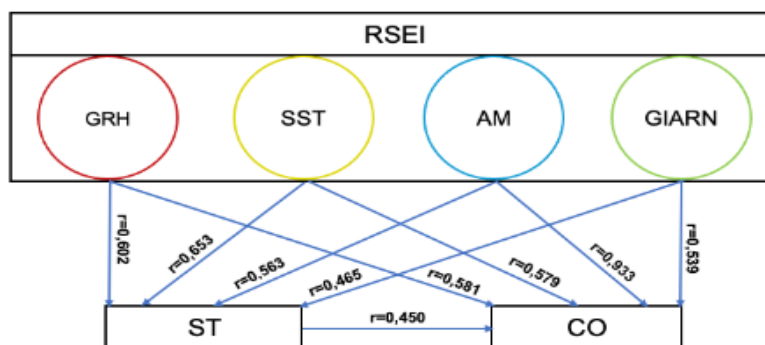 RSEI
GRH
SST
AM
GIARN
r=0,602
r=0,653
r=0.563
r=0,465
r=0,581
r=0,579
r=0,933
r=0,539
ST
r=0,450
CO